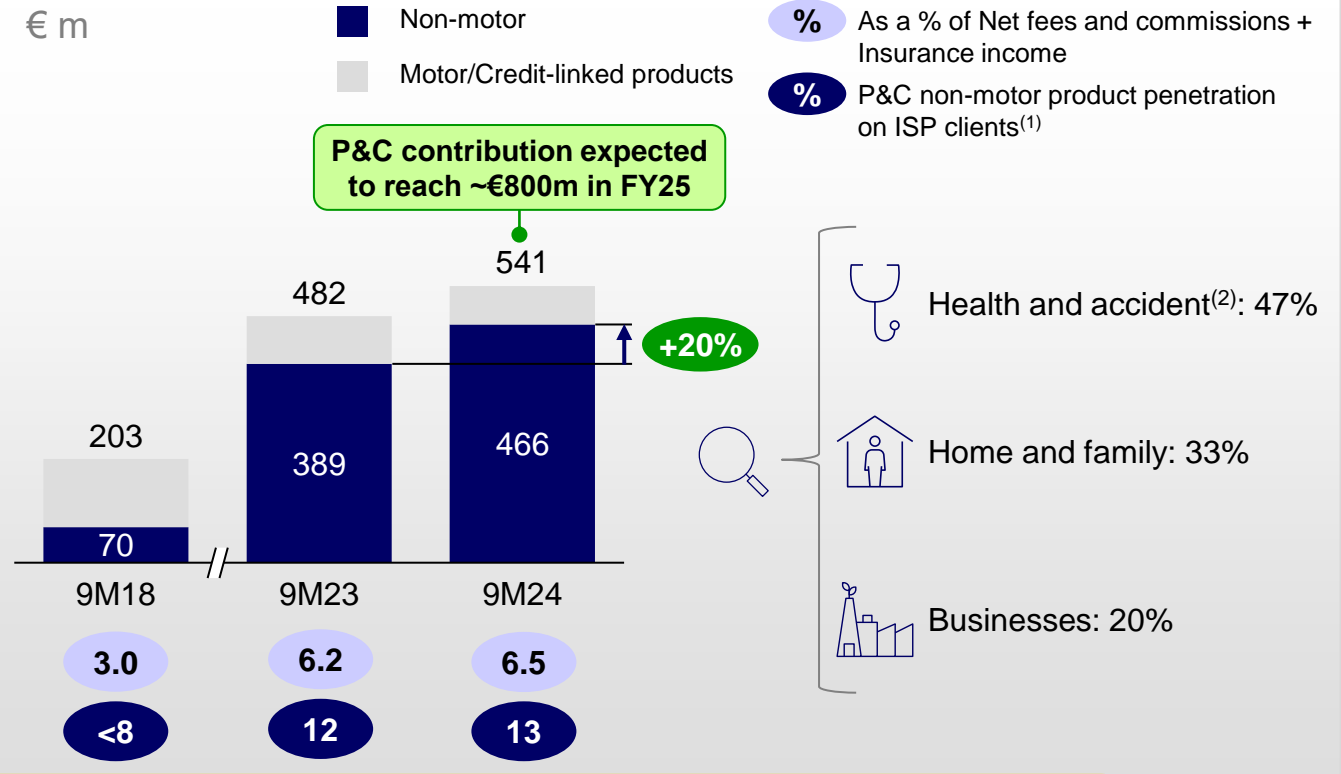 € m
Non-motor
Motor/Credit-linked products
% As a % of Net fees and commissions +
Insurance income
% P&C non-motor product penetration
on ISP clients(1)
P&C contribution expected
to reach ~€800m in FY25
541
482
203
+20%
466
389
70
9M18 9M23 9M24
3.0 6.2 6.5
<8 12 13
Health and accident(2): 47%
Home and family: 33%
Businesses: 20%